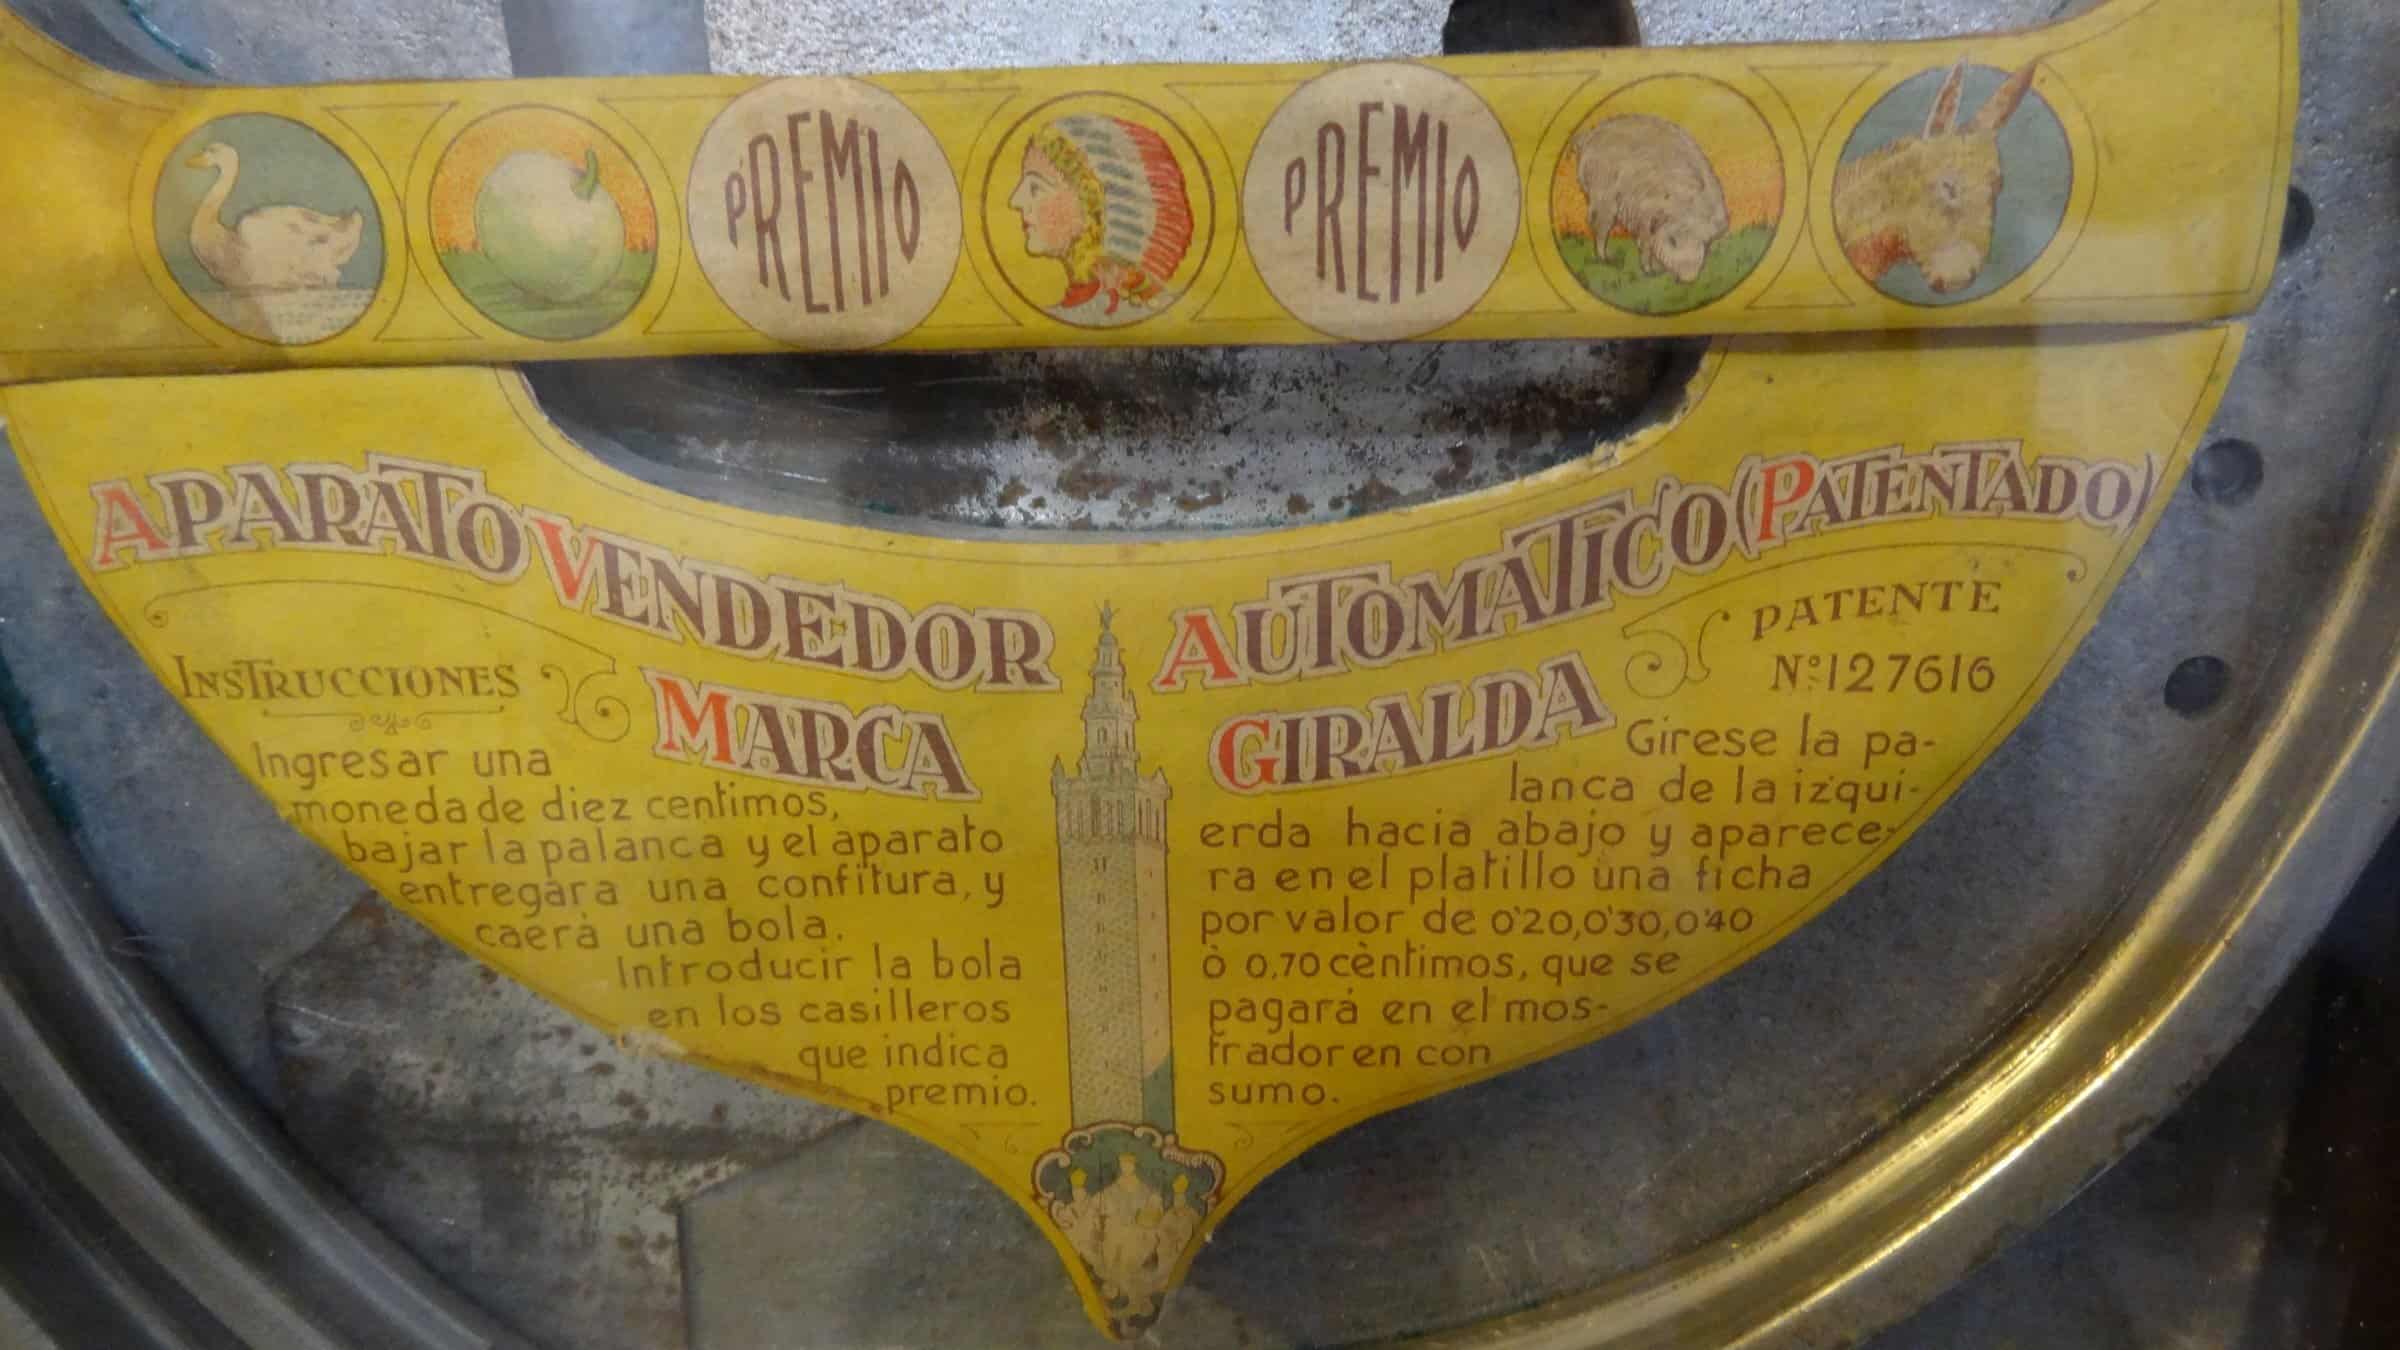 PREMIO
PREMIO
APARATO VENDEDOR
AUTOMATICO (PATENTADO)
MARCA
GIRALDA
INSTRUCCIONES
Ingresar una
moneda de diez centimos,
bajar la palanca y el aparato
entregará una confitura, y
caerá una bola.
Introducir la bola
en los casilleros
que indica
premio.
PATENTE
Nº: 127616
Girese la pa-
lanca de la izqui-
erda hacia abajo y aparece-
ra en el platillo una ficha
por valor de 0'20, 0'30, 0'40
ò 0,70 cèntimos, que se
pagará en el mos-
trador en con
sumo.